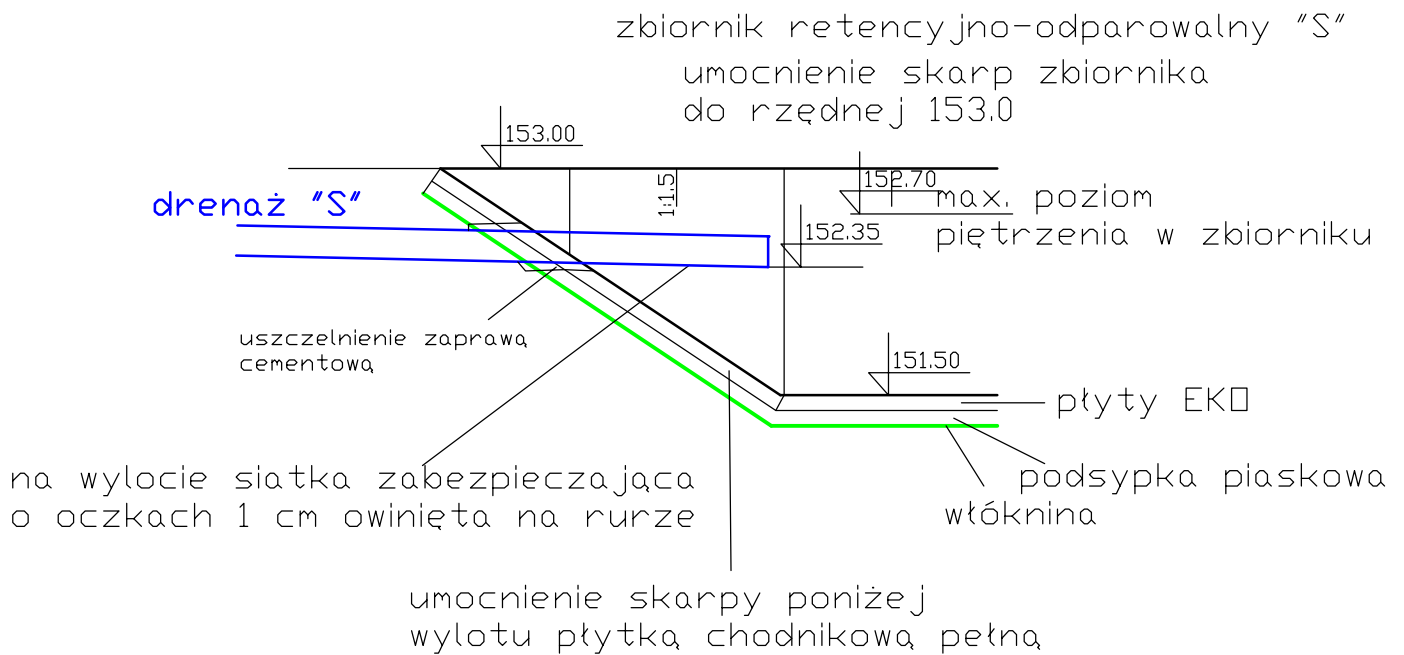 zbiornik retencyjno-odparowalny "S"
umocnienie skarp zbiornika
do rzędnej 153.0
153.00
1:1.5
152.70
drenaż "S"
max. poziom
piętrzenia w zbiorniku
152.35
uszczelnienie zaprawą
cementową
151.50
płyty EKO
na wylocie siatka zabezpieczająca
o oczkach 1 cm owinięta na rurze
podsypka piaskowa
włóknina
umocnienie skarpy poniżej
wylotu płytką chodnikową pełną